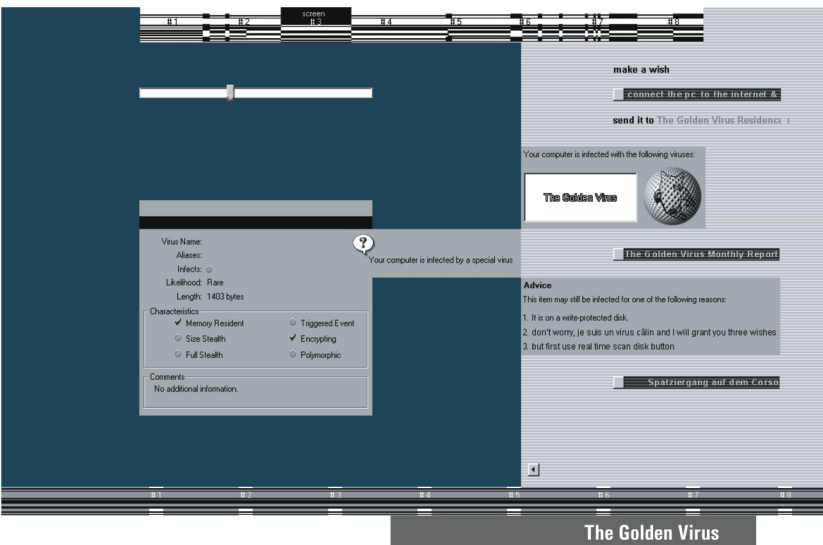 screen
#1 #2 #3 #4 #5 #6 #7 #8
make a wish
connect the pc to the internet &
send it to The Golden Virus Residence
Your computer is infected with the following viruses:
The Golden Virus
Virus Name:
?
Your computer is infected by a special virus
Aliases:
Infects:
Likelihood: Rare
Length: 1403 bytes
Characteristics
✓ Memory Resident Triggered Event
Size Stealth ✓ Encrypting
Full Stealth Polymorphic
Comments
No additional information.
The Golden Virus Monthly Report
Advice
This item may still be infected for one of the following reasons:
1. It is on a write-protected disk.
2. don't worry, je suis un virus câlin and I will grant you three wishes
3. but first use real time scan disk button
Spatziergang auf dem Corso
#1 #2 #3 #4 #5 #6 #7 #8
The Golden Virus